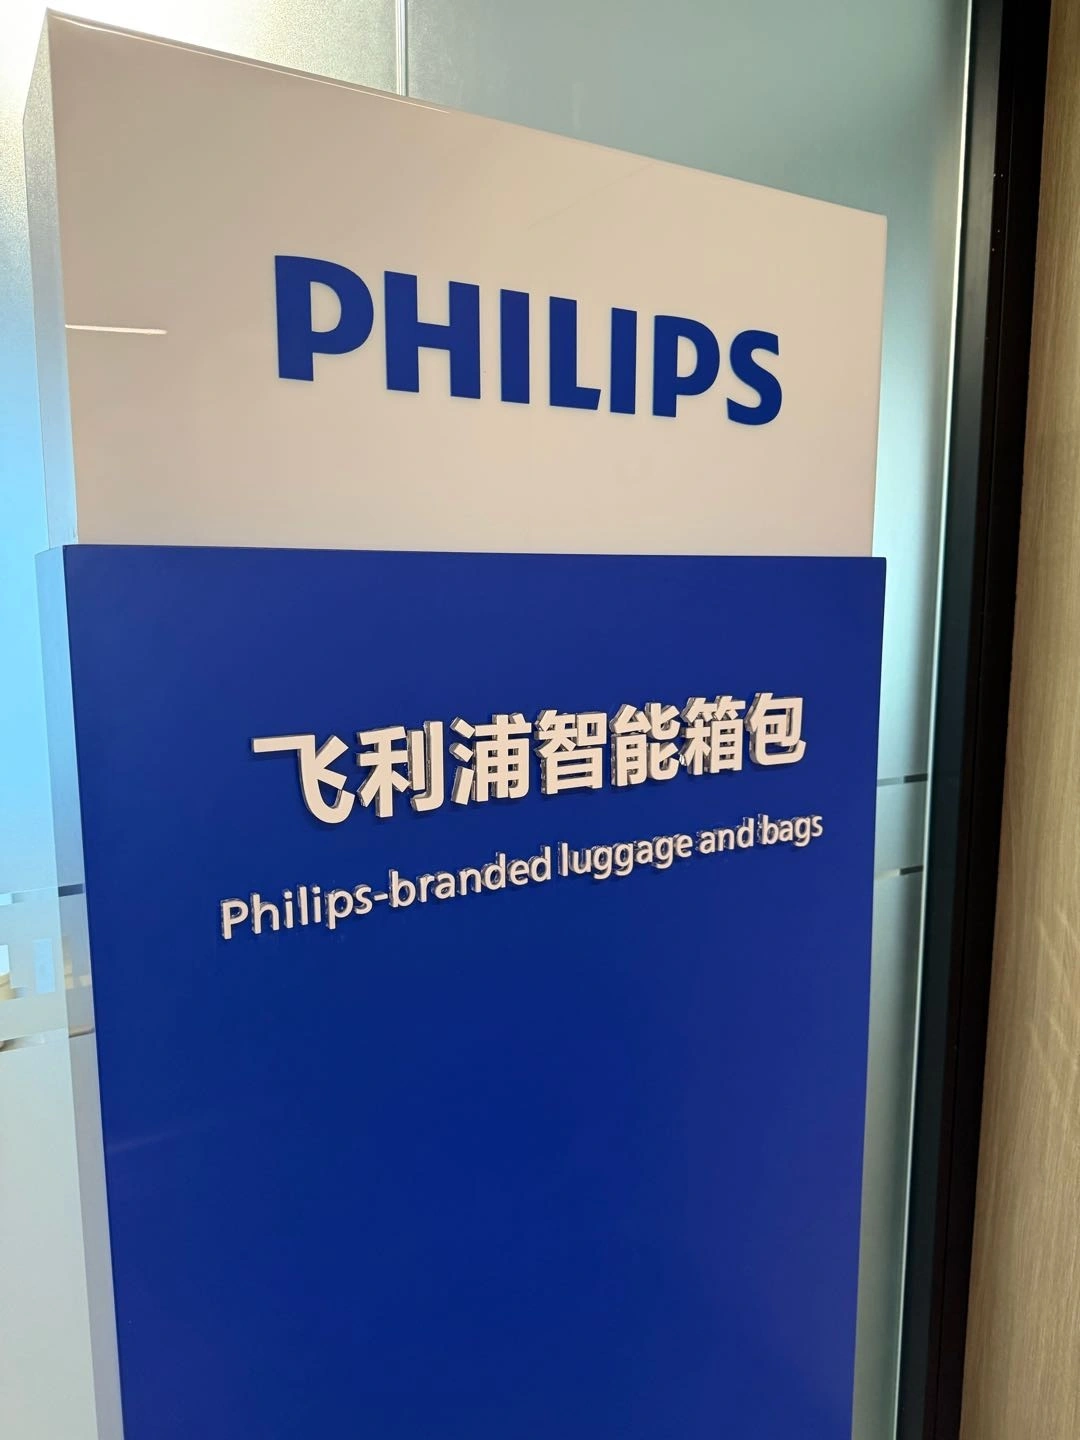 PHILIPS
飞利浦智能箱包
Philips-branded luggage and bags